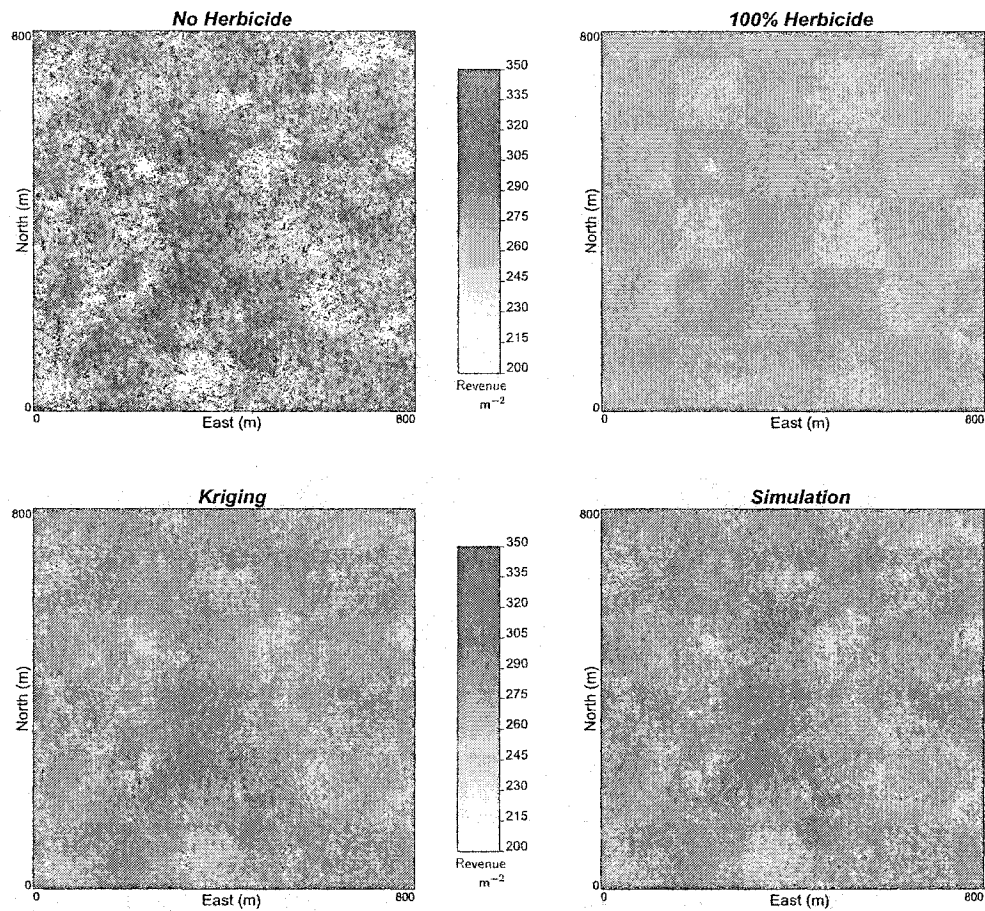 No Herbicide
100% Herbicide
800
North (m)
0
0
East (m)
800
350
335
320
305
290
275
260
245
230
215
200
Revenue
m⁻²
800
North (m)
0
0
East (m)
800
Kriging
Simulation
800
North (m)
0
0
East (m)
800
350
335
320
305
290
275
260
245
230
215
200
Revenue
m⁻²
800
North (m)
0
0
East (m)
800